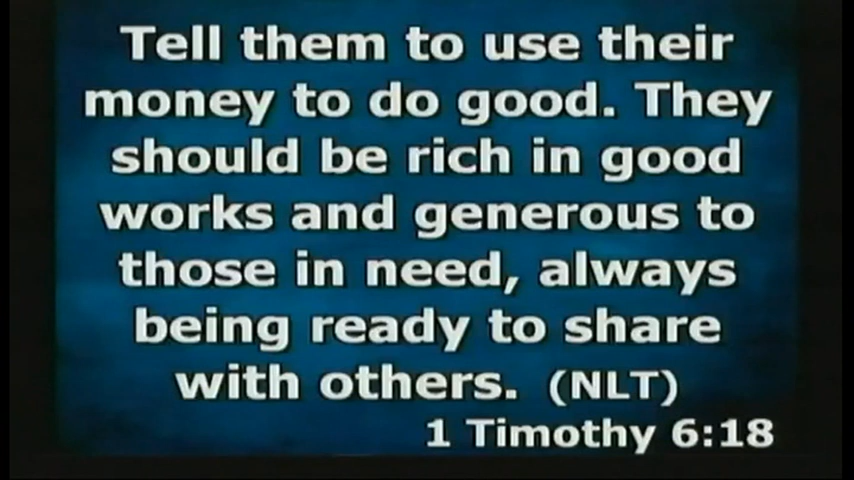 Tell them to use their
money to do good. They
should be rich in good
works and generous to
those in need, always
being ready to share
with others. (NLT)
1 Timothy 6:18